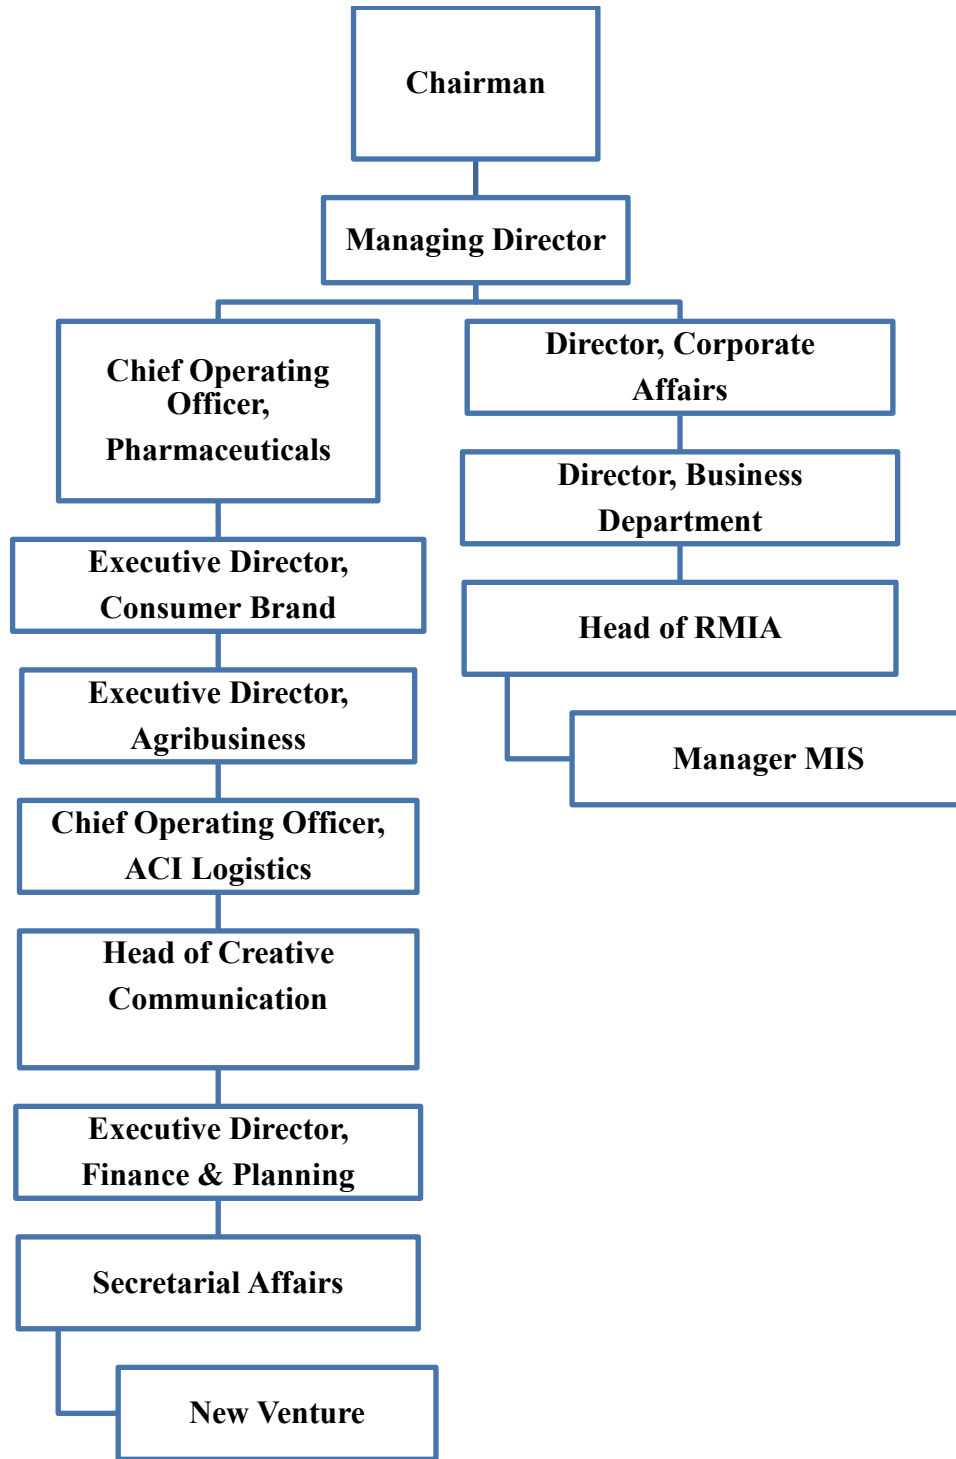 Chairman
Managing Director
Chief Operating
Officer,
Pharmaceuticals
Executive Director,
Consumer Brand
Executive Director,
Agribusiness
Chief Operating Officer,
ACI Logistics
Head of Creative
Communication
Executive Director,
Finance & Planning
Secretarial Affairs
New Venture
Director, Corporate
Affairs
Director, Business
Department
Head of RMIA
Manager MIS